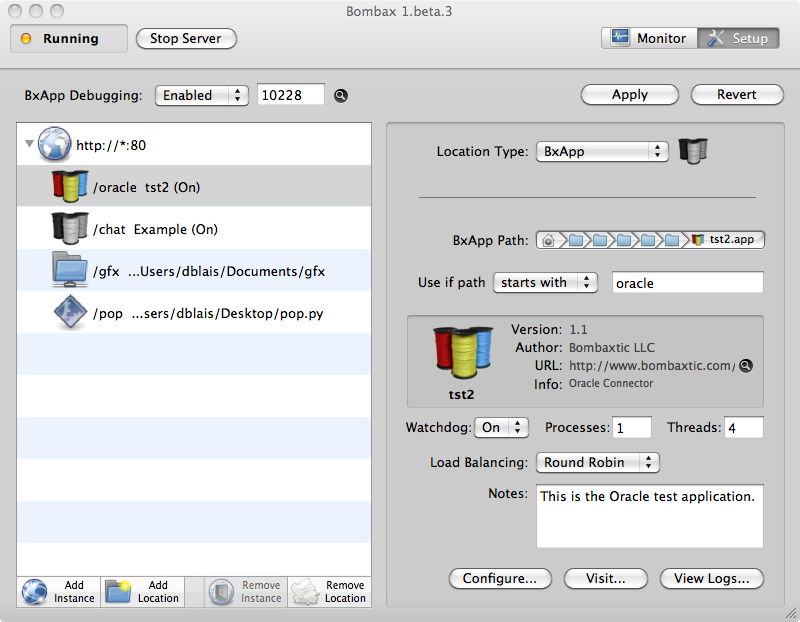 Bombax 1.beta.3
Running
Stop Server
Monitor
Setup
BxApp Debugging:
Enabled
10228
Apply
Revert
http://*:80
/oracle tst2 (On)
/chat Example (On)
/gfx ...Users/dblais/Documents/gfx
/pop ...sers/dblais/Desktop/pop.py
Add Instance
Add Location
Remove Instance
Remove Location
Location Type:
BxApp
BxApp Path:
tst2.app
Use if path
starts with
oracle
tst2
Version: 1.1
Author: Bombaxtic LLC
URL: http://www.bombaxtic.com/
Info: Oracle Connector
Watchdog:
On
Processes:
1
Threads:
4
Load Balancing:
Round Robin
Notes:
This is the Oracle test application.
Configure...
Visit...
View Logs...